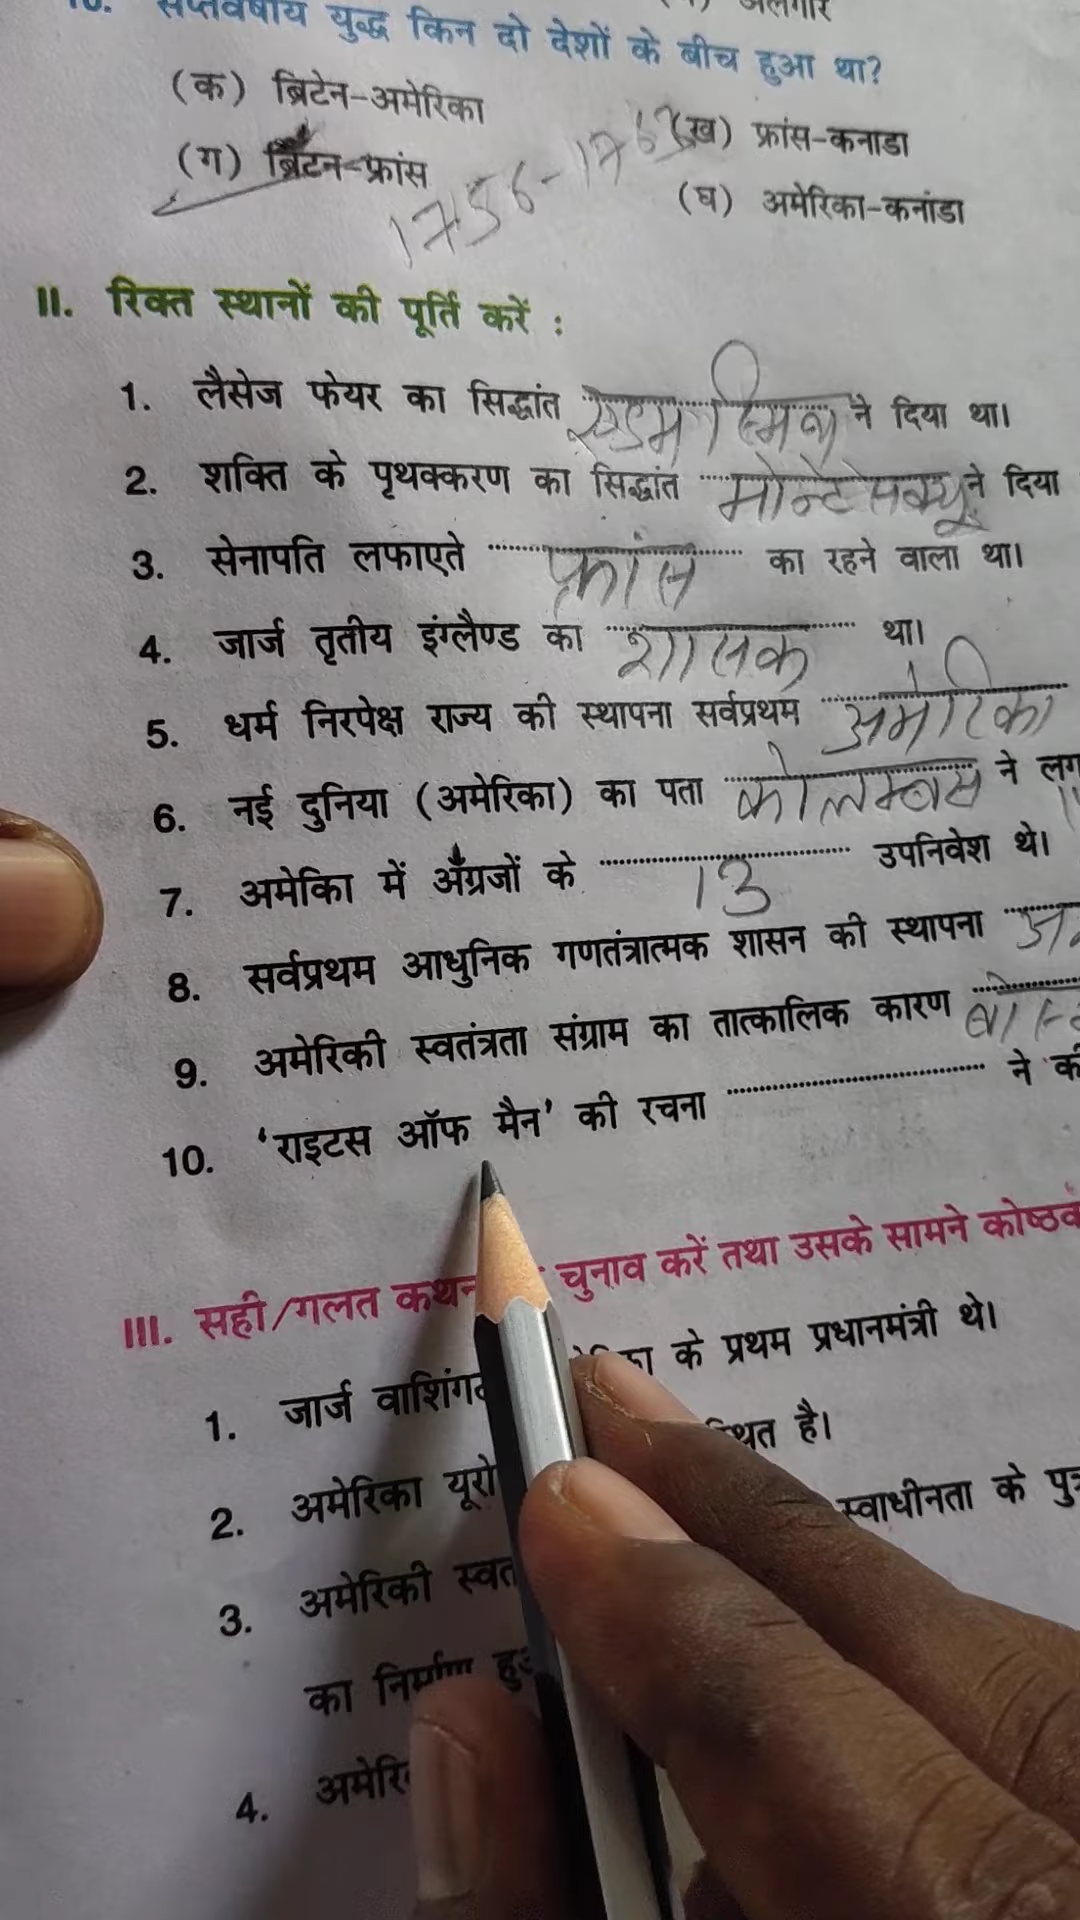 10. सप्तवर्षीय युद्ध किन दो देशों के बीच हुआ था?
(क) ब्रिटेन-अमेरिका
(ख) फ्रांस-कनाडा
(ग) ब्रिटेन-फ्रांस
1756-1763
(घ) अमेरिका-कनांडा
II. रिक्त स्थानों की पूर्ति करें :
1. लैसेज फेयर का सिद्धांत एडम स्मिथ ने दिया था।
2. शक्ति के पृथक्करण का सिद्धांत मोन्टेसक्यू ने दिया
3. सेनापति लफाएते फ्रांस का रहने वाला था।
4. जार्ज तृतीय इंग्लैण्ड का शासक था।
5. धर्म निरपेक्ष राज्य की स्थापना सर्वप्रथम अमेरिका
6. नई दुनिया (अमेरिका) का पता कोलम्बस ने
7. अमेकिा में अँग्रजों के 13 उपनिवेश थे।
8. सर्वप्रथम आधुनिक गणतंत्रात्मक शासन की स्थापना
9. अमेरिकी स्वतंत्रता संग्राम का तात्कालिक कारण
10. 'राइटस ऑफ मैन' की रचना .......... ने
III. सही/गलत कथन चुनाव करें तथा उसके सामने
1. जार्ज के प्रथम प्रधानमंत्री थे।
2. अमेरिका है।
3. अमेरिकी स्वाधीनता के
का निर्माण
4.